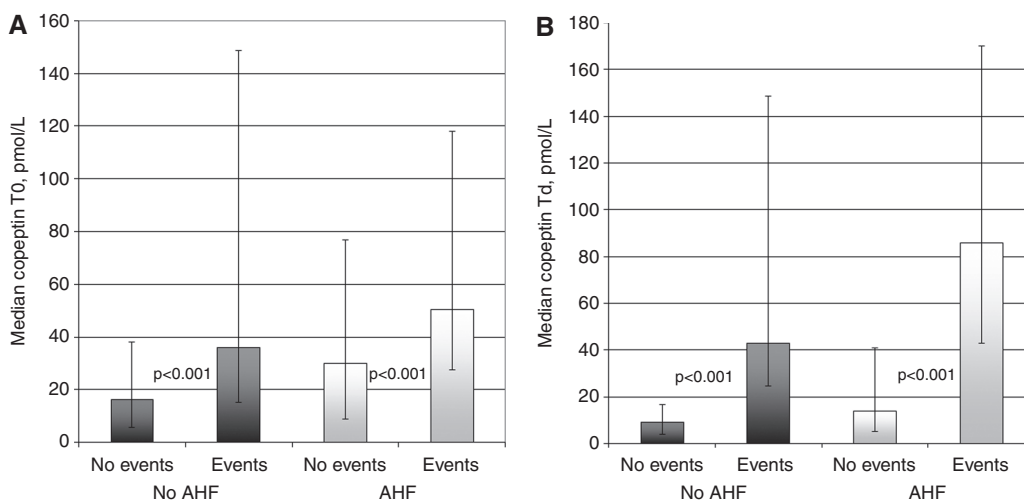 A
Median copeptin T0, pmol/L
160
140
120
100
80
60
40
20
0
p<0.001
p<0.001
No events Events No events Events
No AHF AHF
B
Median copeptin Td, pmol/L
180
160
140
120
100
80
60
40
20
0
p<0.001
p<0.001
No events Events No events Events
No AHF AHF